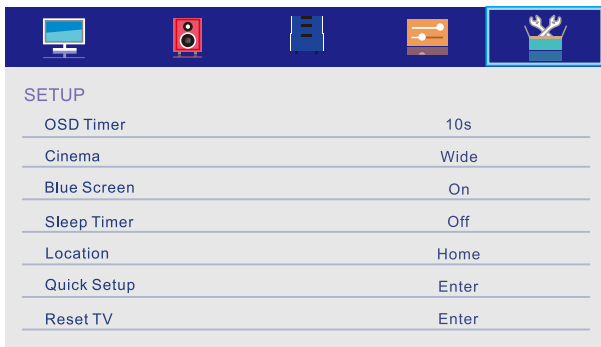 SETUP
OSD Timer 10s
Cinema Wide
Blue Screen On
Sleep Timer Off
Location Home
Quick Setup Enter
Reset TV Enter